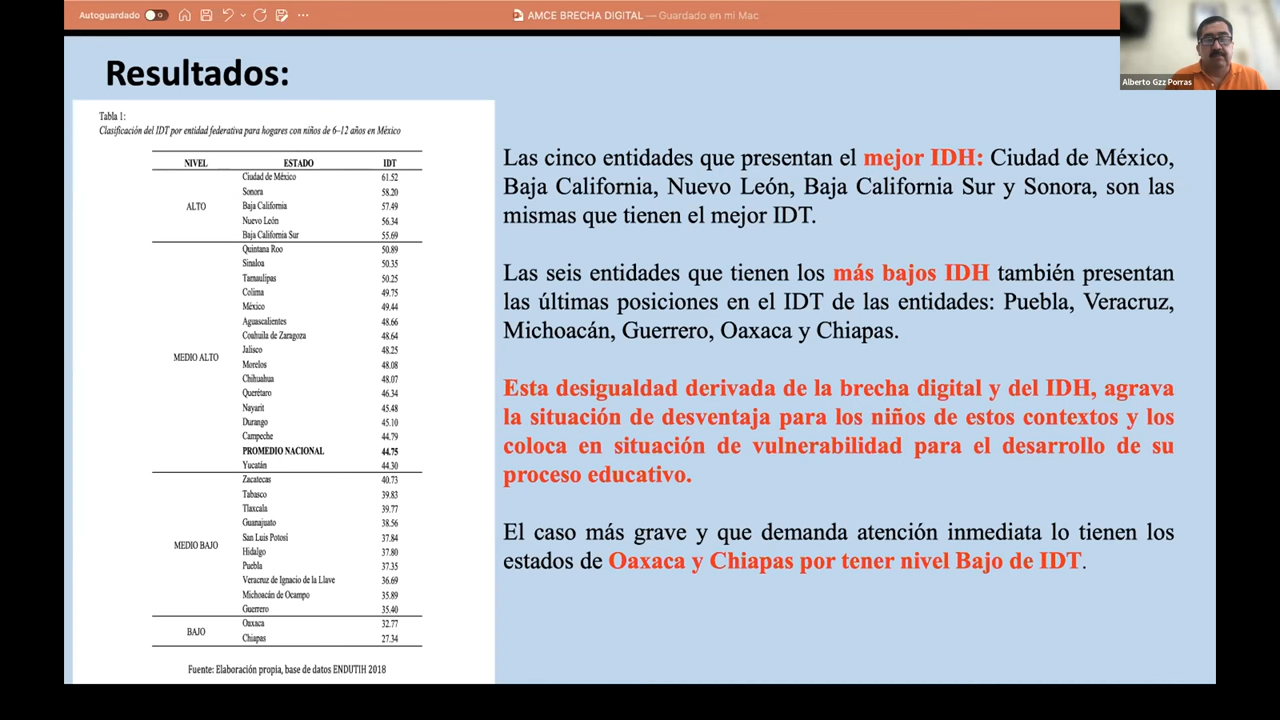 Autoguardado
AMCE BRECHA DIGITAL — Guardado en mi Mac
Alberto Gzz Porras
Resultados:
Tabla 1:
Clasificación del IDT por entidad federativa para hogares con niños de 6–12 años en México
NIVEL ESTADO IDT
Ciudad de México 61.52
Sonora 58.20
ALTO Baja California 57.49
Nuevo León 56.34
Baja California Sur 55.69
Quintana Roo 50.89
Sinaloa 50.35
Tamaulipas 50.25
Colima 49.75
México 49.44
Aguascalientes 48.66
Coahuila de Zaragoza 48.64
Jalisco 48.25
MEDIO ALTO
Morelos 48.08
Chihuahua 48.07
Querétaro 46.34
Nayarit 45.48
Durango 45.10
Campeche 44.79
PROMEDIO NACIONAL 44.75
Yucatán 44.30
Zacatecas 40.73
Tabasco 39.83
Tlaxcala 39.77
Guanajuato 38.56
San Luis Potosí 37.84
MEDIO BAJO
Hidalgo 37.80
Puebla 37.35
Veracruz de Ignacio de la Llave 36.69
Michoacán de Ocampo 35.89
Guerrero 35.40
Oaxaca 32.77
BAJO
Chiapas 27.34
Fuente: Elaboración propia, base de datos ENDUTIH 2018
Las cinco entidades que presentan el mejor IDH: Ciudad de México,
Baja California, Nuevo León, Baja California Sur y Sonora, son las
mismas que tienen el mejor IDT.
Las seis entidades que tienen los más bajos IDH también presentan
las últimas posiciones en el IDT de las entidades: Puebla, Veracruz,
Michoacán, Guerrero, Oaxaca y Chiapas.
Esta desigualdad derivada de la brecha digital y del IDH, agrava
la situación de desventaja para los niños de estos contextos y los
coloca en situación de vulnerabilidad para el desarrollo de su
proceso educativo.
El caso más grave y que demanda atención inmediata lo tienen los
estados de Oaxaca y Chiapas por tener nivel Bajo de IDT.